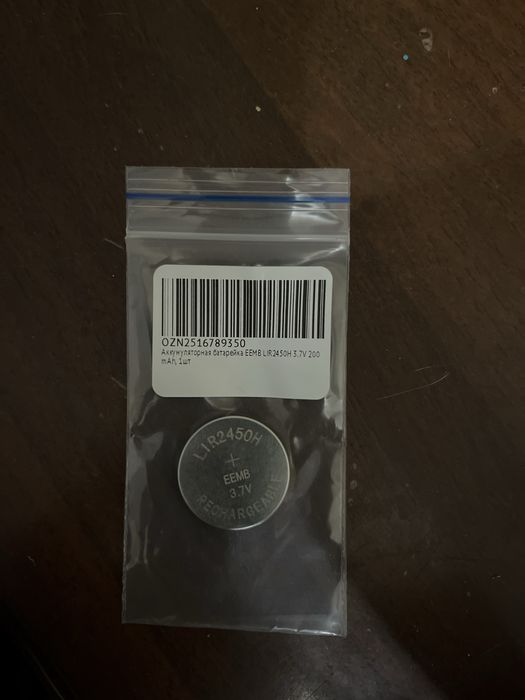 OZN2516789350
Аккумуляторная батарейка EEMB LIR2450H 3.7V 200
mAh, 1шт
LIR2450H
+
EEMB
3.7V
RECHARGEABLE